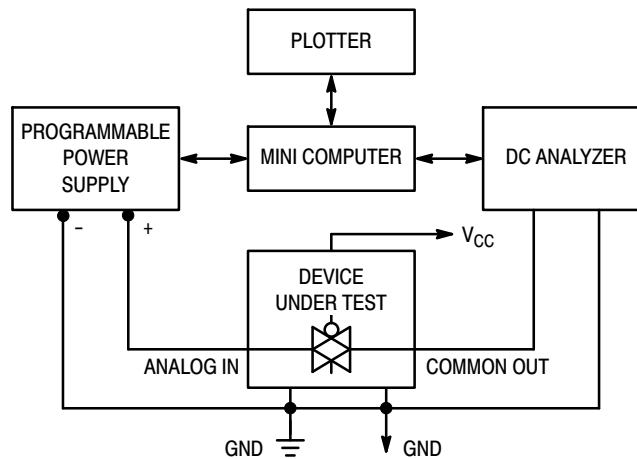 PLOTTER
PROGRAMMABLE
POWER
SUPPLY
MINI COMPUTER
DC ANALYZER
– +
VCC
DEVICE
UNDER TEST
ANALOG IN
COMMON OUT
GND
GND